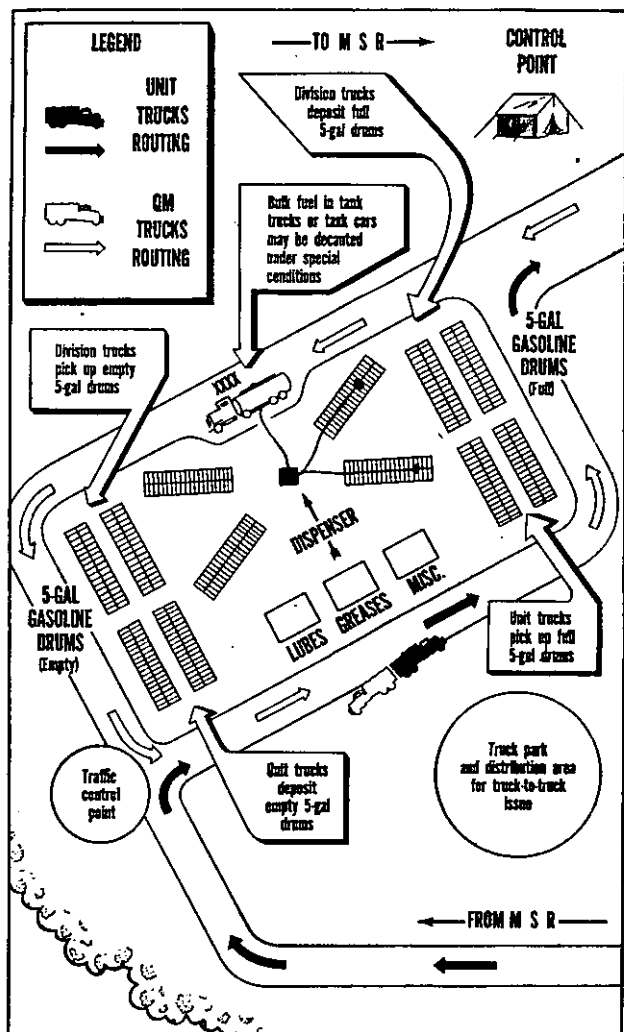 LEGEND
UNIT
TRUCKS
ROUTING
QM
TRUCKS
ROUTING
TO M S R
CONTROL
POINT
Division trucks
deposit full
5-gal drums
Bulk fuel in tank
trucks or tank cars
may be decanted
under special
conditions
Division trucks
pick up empty
5-gal drums
XXXX
5-GAL
GASOLINE
DRUMS
(Full)
DISPENSER
LUBES
GREASES
MISC.
5-GAL
GASOLINE
DRUMS
(Empty)
Unit trucks
pick up full
5-gal drums
Traffic
control
point
Unit trucks
deposit
empty 5-gal
drums
Truck park
and distribution area
for truck-to-truck
issue
FROM M S R